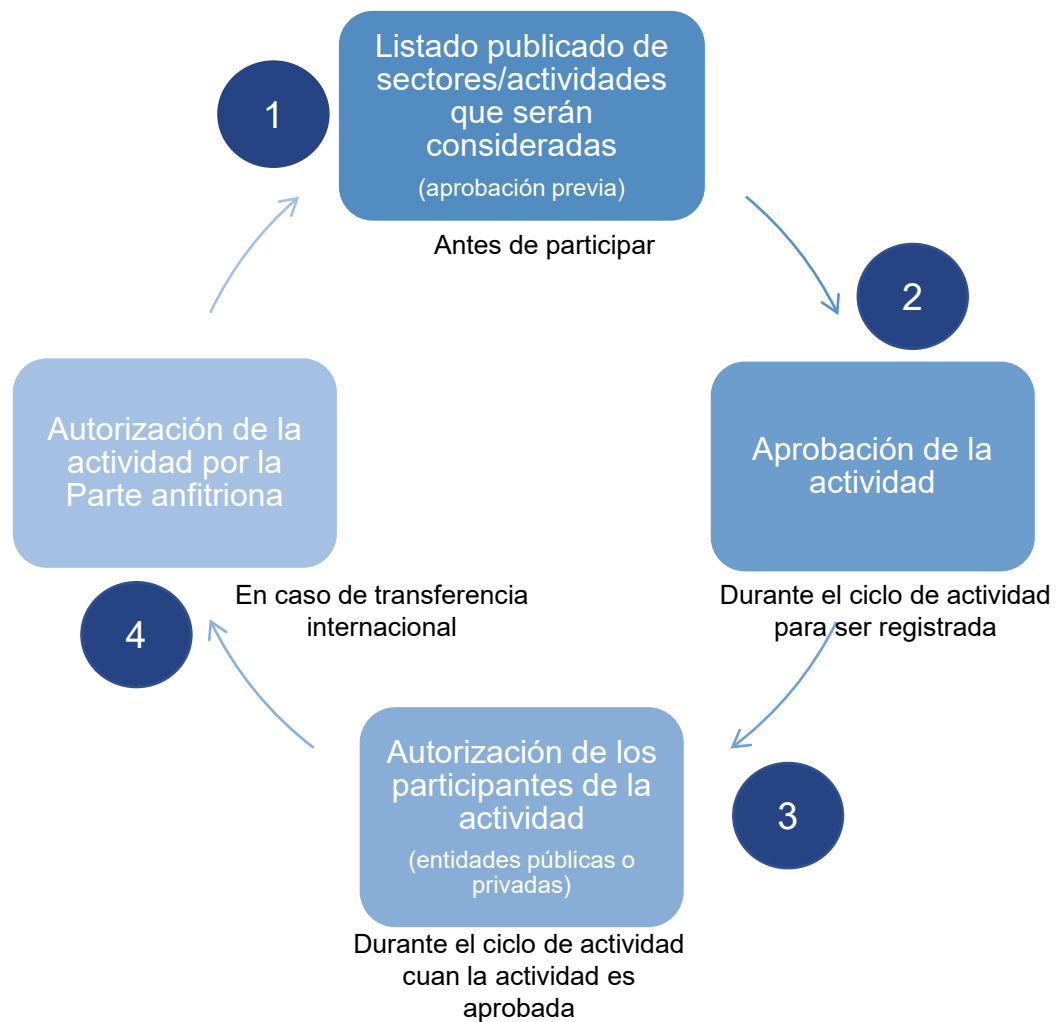 1
Listado publicado de
sectores/actividades
que serán
consideradas
(aprobación previa)
Antes de participar
2
Aprobación de la
actividad
Durante el ciclo de actividad
para ser registrada
3
Autorización de los
participantes de la
actividad
(entidades públicas o
privadas)
Durante el ciclo de actividad
cuan la actividad es
aprobada
4
Autorización de la
actividad por la
Parte anfitriona
En caso de transferencia
internacional